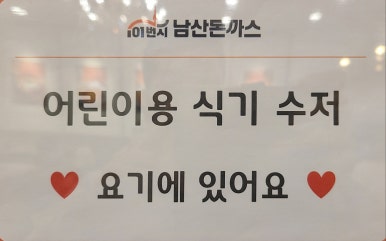 101번지 남산돈까스
어린이용 식기 수저
♥ 요기에 있어요 ♥